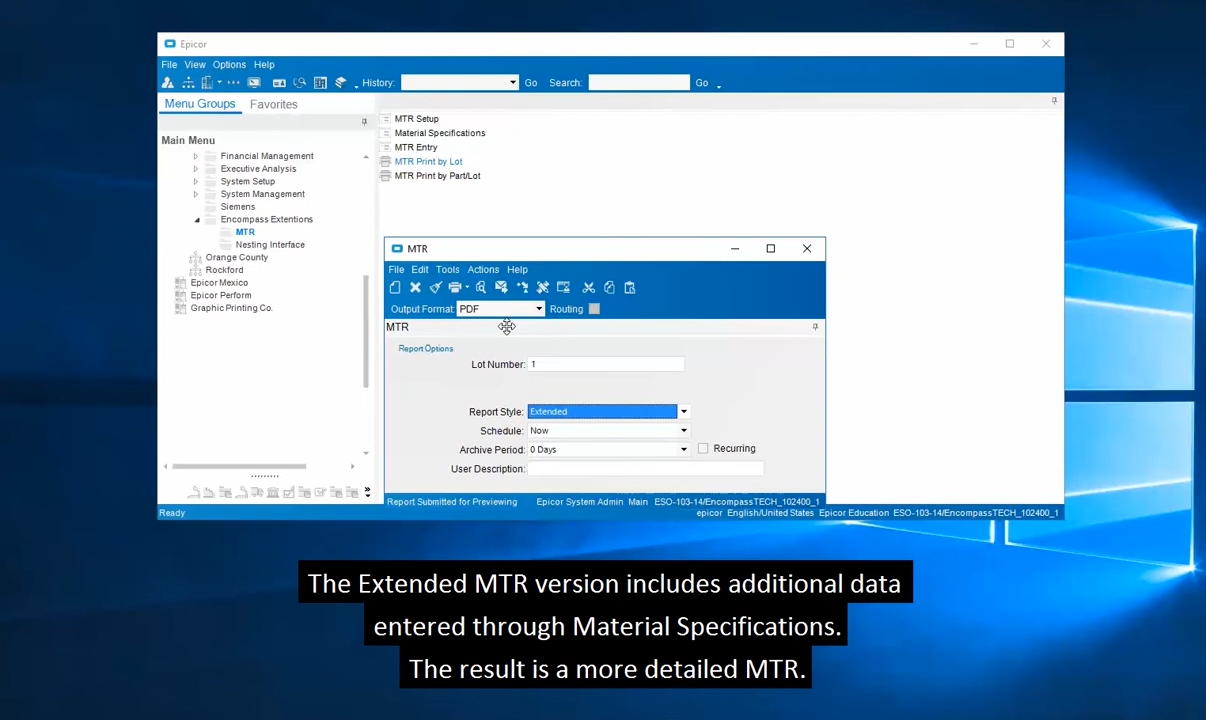 Epicor
File View Options Help
History: Go Search: Go
Menu Groups Favorites
Main Menu
Financial Management
Executive Analysis
System Setup
System Management
Siemens
Encompass Extentions
MTR
Nesting Interface
Orange County
Rockford
Epicor Mexico
Epicor Perform
Graphic Printing Co.
MTR Setup
Material Specifications
MTR Entry
MTR Print by Lot
MTR Print by Part/Lot
MTR
File Edit Tools Actions Help
Output Format: PDF Routing
MTR
Report Options
Lot Number: 1
Report Style: Extended
Schedule: Now
Archive Period: 0 Days Recurring
User Description:
Report Submitted for Previewing Epicor System Admin Main ESO-103-14/EncompassTECH_102400_1
Ready epicor English/United States Epicor Education ESO-103-14/EncompassTECH_102400_1
The Extended MTR version includes additional data
entered through Material Specifications.
The result is a more detailed MTR.